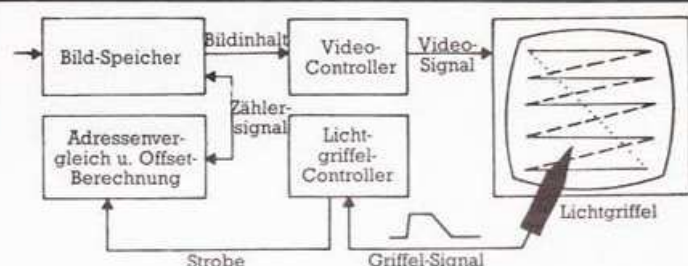 Bild-Speicher
Bildinhalt
Video-
Controller
Video-
Signal
Zähler-
signal
Adressenver-
gleich u. Offset-
Berechnung
Licht-
griffel-
Controller
Lichtgriffel
Strobe
Griffel-Signal